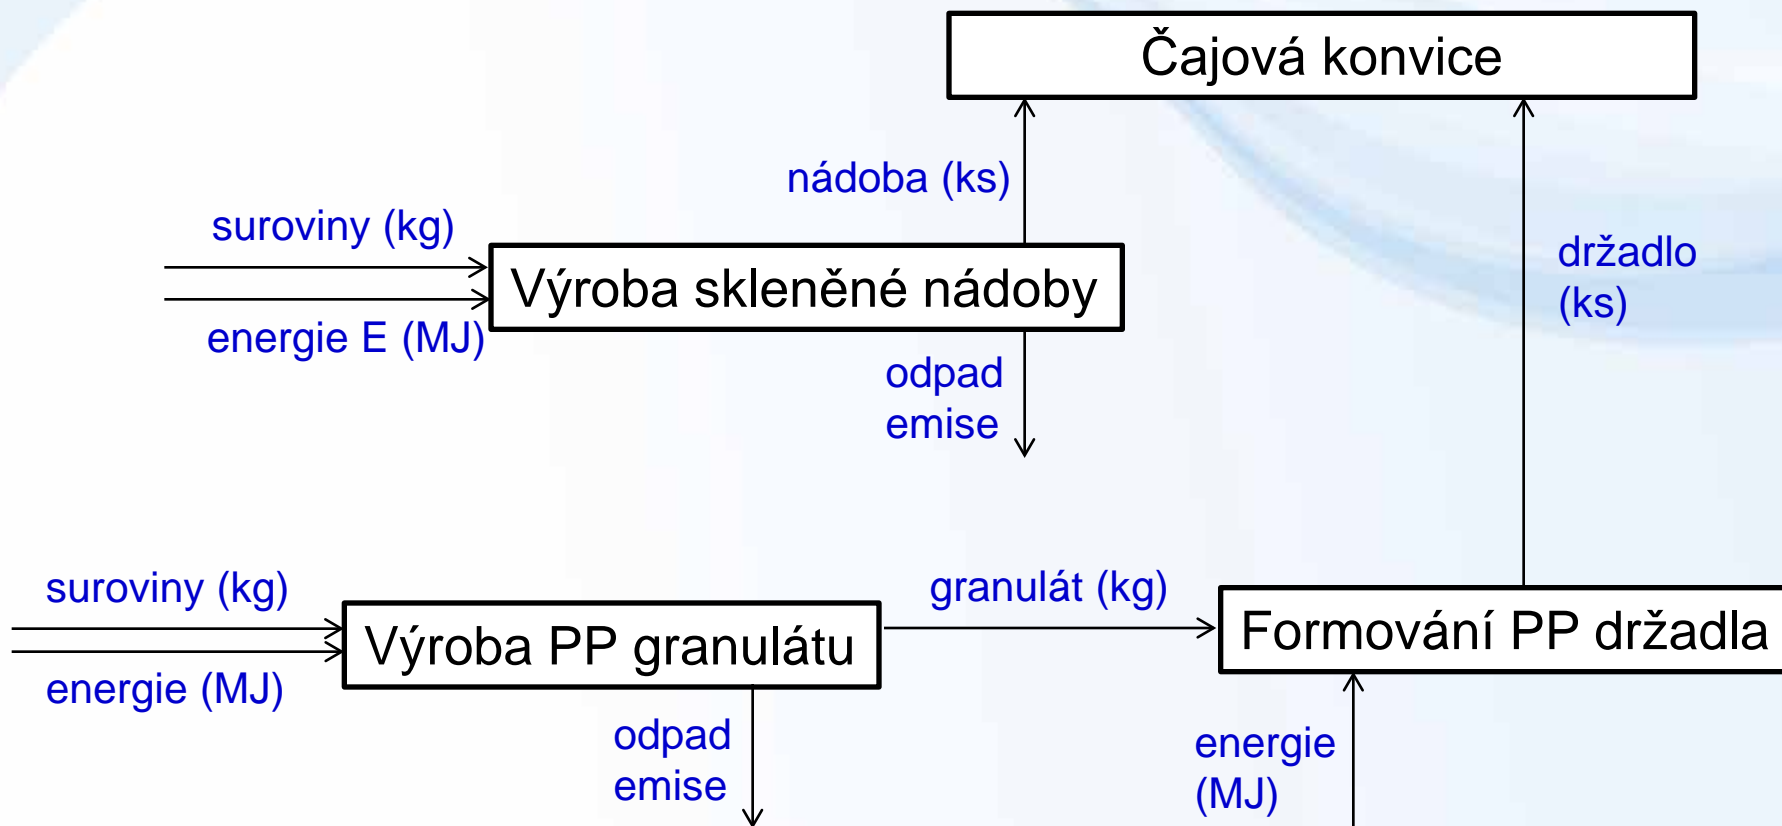 Čajová konvice
nádoba (ks)
suroviny (kg)
Výroba skleněné nádoby
energie E (MJ)
držadlo
(ks)
odpad
emise
suroviny (kg)
Výroba PP granulátu
energie (MJ)
granulát (kg)
Formování PP držadla
odpad
emise
energie
(MJ)